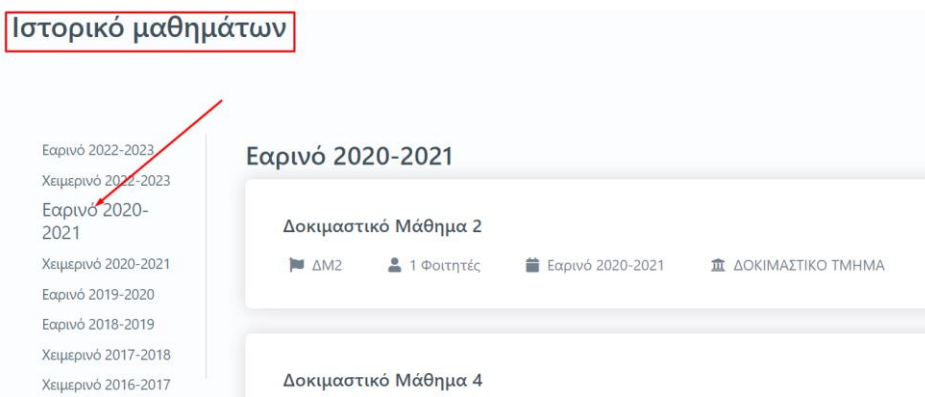 Ιστορικό μαθημάτων
Εαρινό 2022-2023
Χειμερινό 2022-2023
Εαρινό 2020-
2021
Χειμερινό 2020-2021
Εαρινό 2019-2020
Εαρινό 2018-2019
Χειμερινό 2017-2018
Χειμερινό 2016-2017
Εαρινό 2020-2021
Δοκιμαστικό Μάθημα 2
ΔΜ2 1 Φοιτητές Εαρινό 2020-2021 ΔΟΚΙΜΑΣΤΙΚΟ ΤΜΗΜΑ
Δοκιμαστικό Μάθημα 4